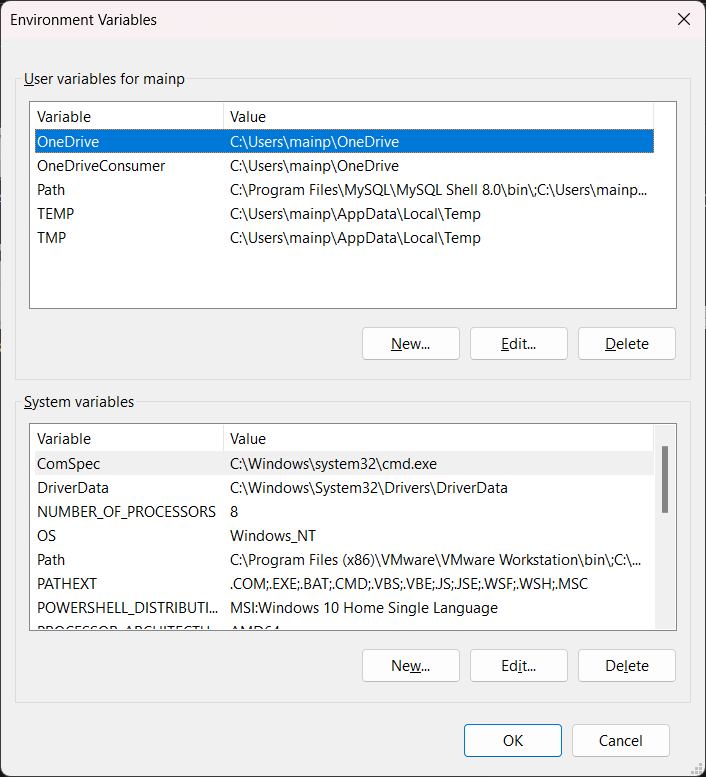 Environment Variables
User variables for mainp
Variable Value
OneDrive C:\Users\mainp\OneDrive
OneDriveConsumer C:\Users\mainp\OneDrive
Path C:\Program Files\MySQL\MySQL Shell 8.0\bin\;C:\Users\mainp...
TEMP C:\Users\mainp\AppData\Local\Temp
TMP C:\Users\mainp\AppData\Local\Temp
New... Edit... Delete
System variables
Variable Value
ComSpec C:\Windows\system32\cmd.exe
DriverData C:\Windows\System32\Drivers\DriverData
NUMBER_OF_PROCESSORS 8
OS Windows_NT
Path C:\Program Files (x86)\VMware\VMware Workstation\bin\;C:\...
PATHEXT .COM;.EXE;.BAT;.CMD;.VBS;.VBE;.JS;.JSE;.WSF;.WSH;.MSC
POWERSHELL_DISTRIBUTI... MSI:Windows 10 Home Single Language
PROCESSOR_ARCHITECTU... AMD64
New... Edit... Delete
OK Cancel